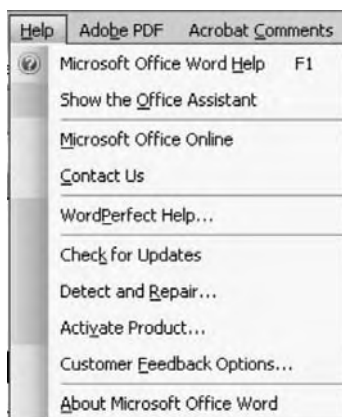 Help Adobe PDF Acrobat Comments
Microsoft Office Word Help F1
Show the Office Assistant
Microsoft Office Online
Contact Us
WordPerfect Help...
Check for Updates
Detect and Repair...
Activate Product...
Customer Feedback Options...
About Microsoft Office Word